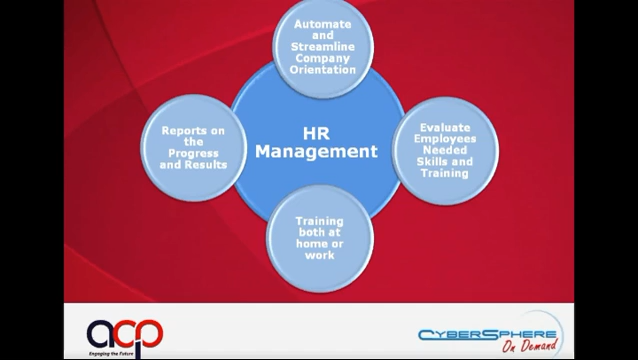 Automate
and
Streamline
Company
Orientation
Reports on
the
Progress
and Results
HR
Management
Evaluate
Employees
Needed
Skills and
Training
Training
both at
home or
work
acp
Engaging the Future
CYBERSPHERE
On Demand